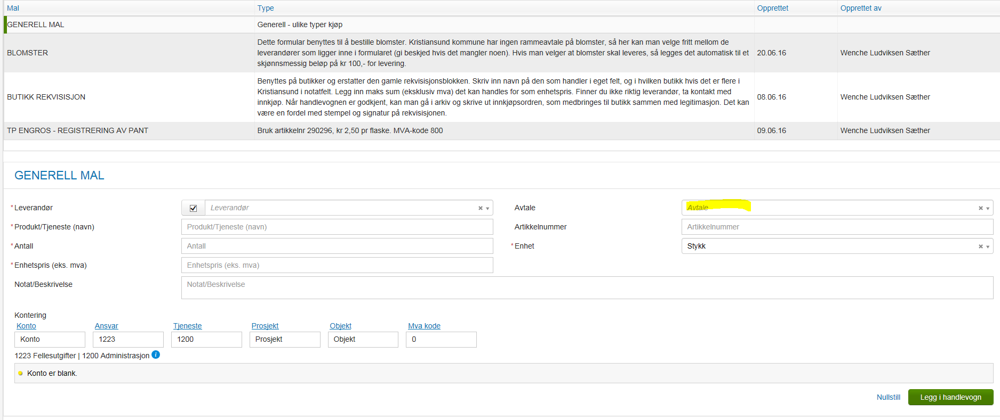 Mal Type Opprettet Opprettet av
GENERELL MAL Generell - ulike typer kjøp
Dette formular benyttes til å bestille blomster. Kristiansund kommune har ingen rammeavtale på blomster, så her kan man velge fritt mellom de
BLOMSTER leverandører som ligger inne i formularet (gi beskjed hvis det mangler noen). Hvis man velger at blomster skal leveres, så legges det automatisk til et 20.06.16 Wenche Ludviksen Sæther
skjønnsmessig beløp på kr 100,- for levering.
Benyttes på butikker og erstatter den gamle rekvisisjonsblokken. Skriv inn navn på den som handler i eget felt, og i hvilken butikk hvis det er flere i
Kristiansund i notatfelt. Legg inn maks sum (eksklusiv mva) det kan handles for som enhetspris. Finner du ikke riktig leverandør, ta kontakt med
BUTIKK REKVISISJON 08.06.16 Wenche Ludviksen Sæther
innkjøp. Når handlevognen er godkjent, kan man gå i arkiv og skrive ut innkjøpsordren, som medbringes til butikk sammen med legitimasjon. Det kan
være en fordel med stempel og signatur på rekvisisjonen.
TP ENGROS - REGISTRERING AV PANT Bruk artikkelnr 290296, kr 2,50 pr flaske. MVA-kode 800 09.06.16 Wenche Ludviksen Sæther
GENERELL MAL
* Leverandør Leverandør Avtale Avtale
* Produkt/Tjeneste (navn) Produkt/Tjeneste (navn) Artikkelnummer Artikkelnummer
* Antall Antall * Enhet Stykk
* Enhetspris (eks. mva) Enhetspris (eks. mva)
Notat/Beskrivelse Notat/Beskrivelse
Kontering
Konto Ansvar Tjeneste Prosjekt Objekt Mva kode
Konto 1223 1200 Prosjekt Objekt 0
1223 Fellesutgifter | 1200 Administrasjon i
Konto er blank.
Nullstill Legg i handlevogn